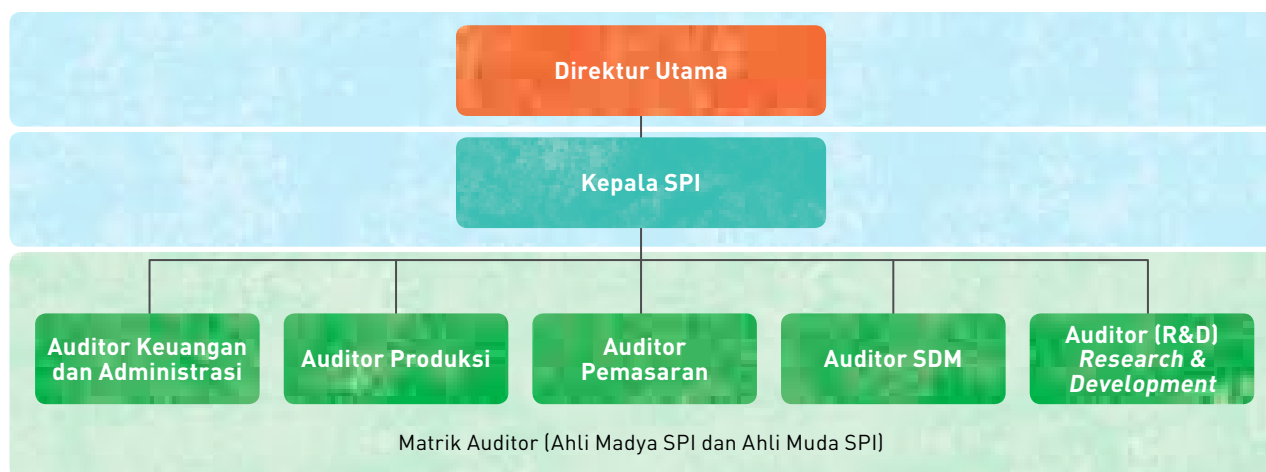 Direktur Utama
Kepala SPI
Auditor Keuangan
dan Administrasi
Auditor Produksi
Auditor
Pemasaran
Auditor SDM
Auditor (R&D)
Research &
Development
Matrik Auditor (Ahli Madya SPI dan Ahli Muda SPI)